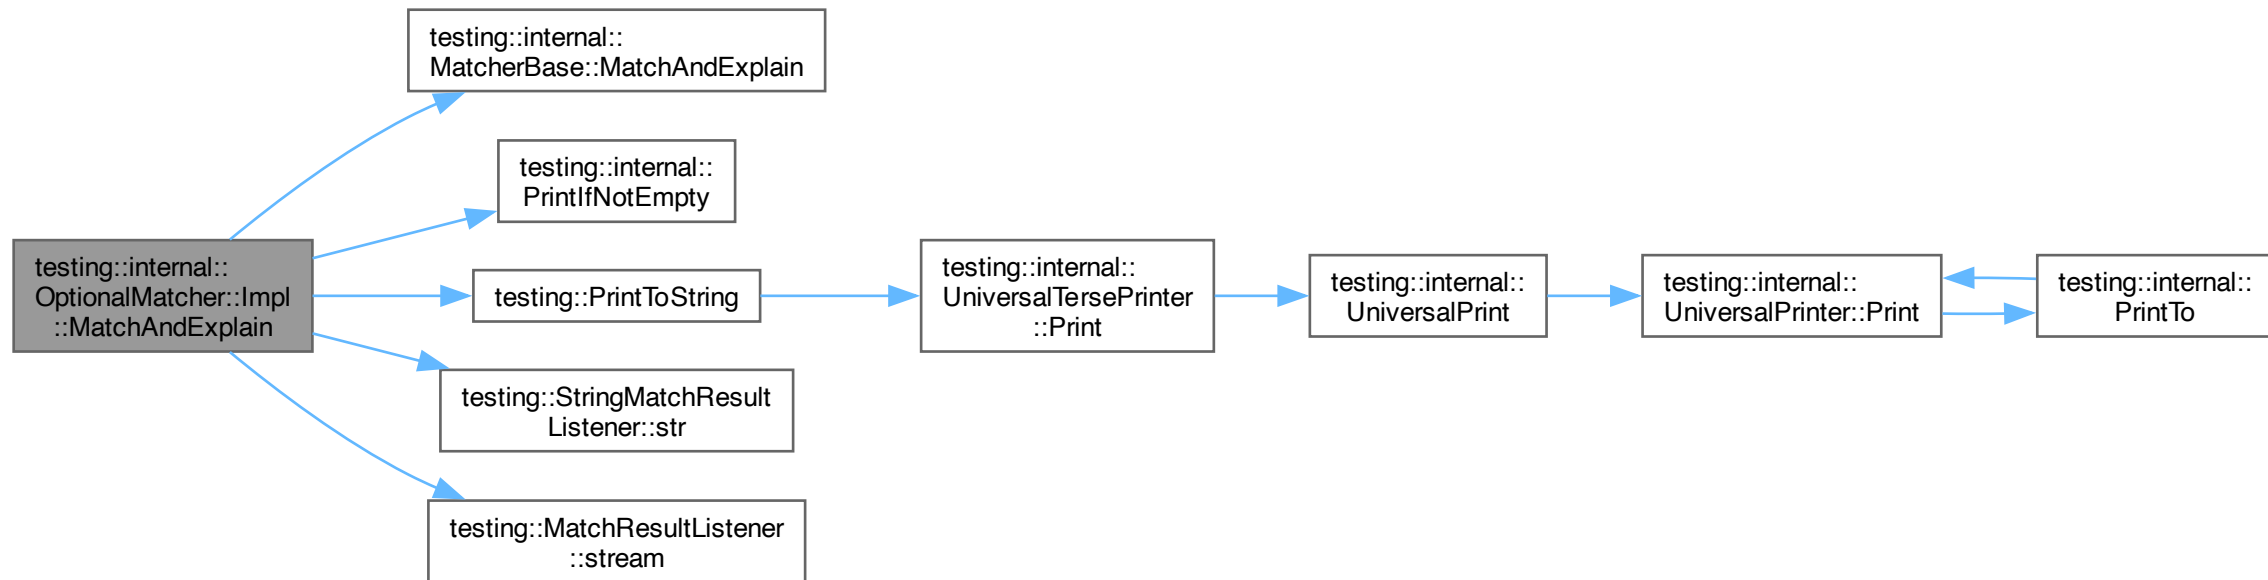 testing::internal::
MatcherBase::MatchAndExplain
testing::internal::
PrintIfNotEmpty
testing::internal::
OptionalMatcher::Impl
::MatchAndExplain
testing::PrintToString
testing::internal::
UniversalTersePrinter
::Print
testing::internal::
UniversalPrint
testing::internal::
UniversalPrinter::Print
testing::internal::
PrintTo
testing::StringMatchResult
Listener::str
testing::MatchResultListener
::stream